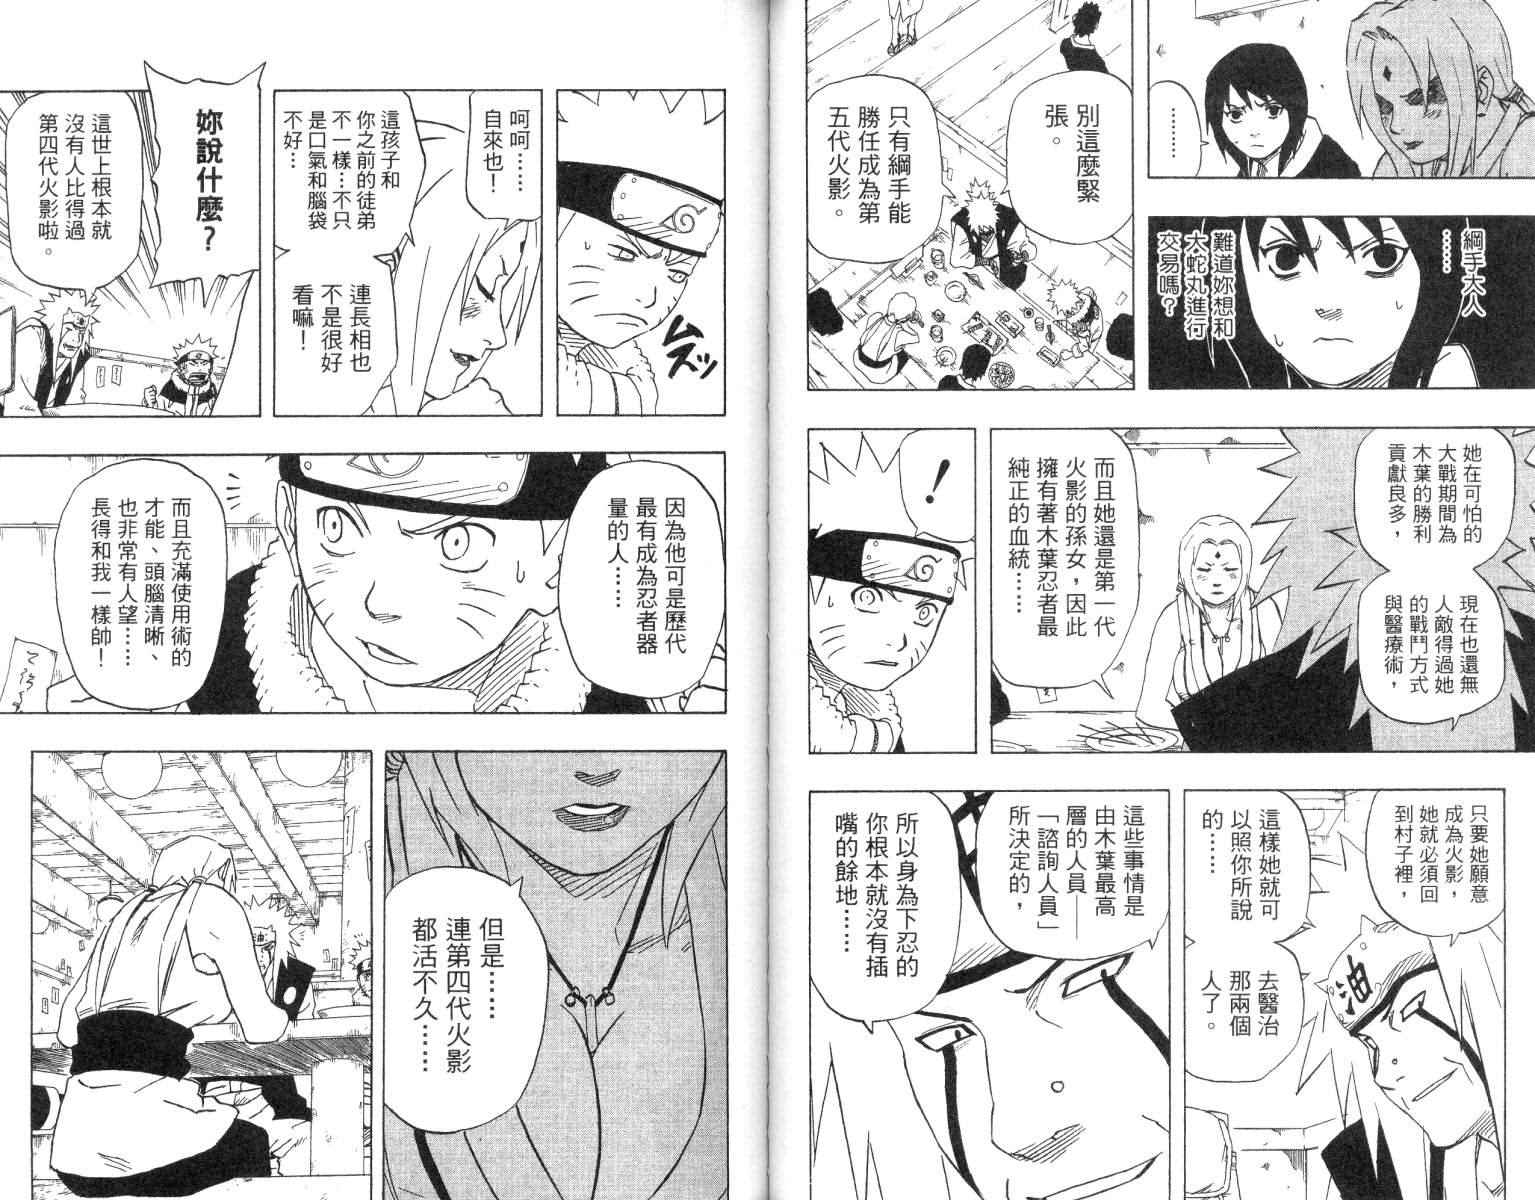 ………
綱手大人
………
難道妳想和
大蛇丸進行
交易嗎？
別這麼緊
張。
只有綱手能
勝任成為第
五代火影。
她在可怕的
大戰期間為
木葉的勝利
貢獻良多，
現在也還無
人敵得過她
的戰鬥方式
與醫療術，
而且她還是第一代
火影的孫女，因此
擁有著木葉忍者最
純正的血統……
！
只要她願意
成為火影，
她就必須回
到村子裡，
這樣她就可
以照你所說
的……
去醫治
那兩個
人了。
油
這些事情是
由木葉最高
層的人員——
「諮詢人員」
所決定的，
所以身為下忍的
你根本就沒有插
嘴的餘地……
ムスッ
呵呵……
自來也！
這孩子和
你之前的徒弟
不一樣…不只
是口氣和腦袋
不好…
連長相也
不是很好
看嘛！
妳說什麼？
這世上根本就
沒有人比得過
第四代火影啦。
因為他可是歷代
最有成為忍者器
量的人……
而且充滿使用術的
才能、頭腦清晰、
也非常有人望……
長得和我一樣帥！
但是……
連第四代火影
都活不久……
油